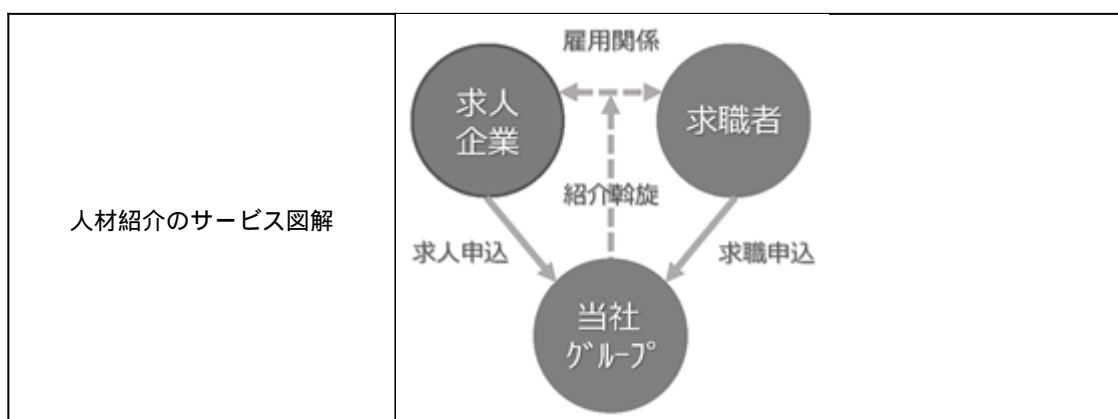 人材紹介のサービス図解
雇用関係
求人
企業
求職者
紹介斡旋
求人申込
求職申込
当社
ｸﾞﾙｰﾌﾟ